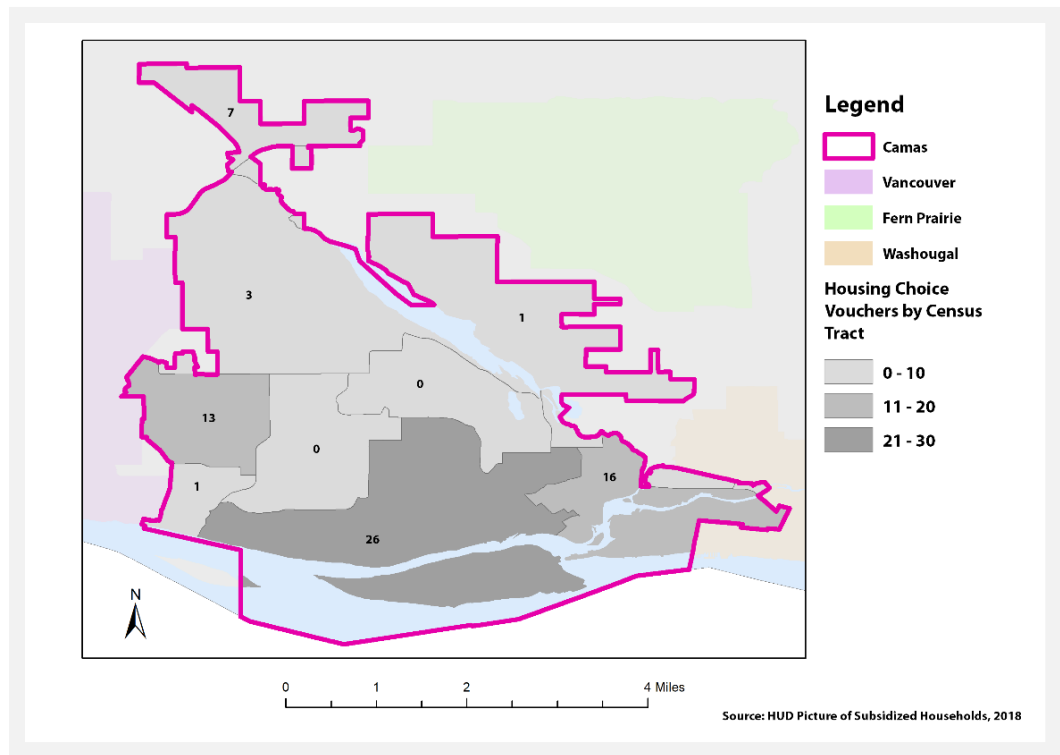 7
3
1
0
13
0
1
16
26
N
Legend
Camas
Vancouver
Fern Prairie
Washougal
Housing Choice
Vouchers by Census
Tract
0 - 10
11 - 20
21 - 30
0 1 2 4 Miles
Source: HUD Picture of Subsidized Households, 2018